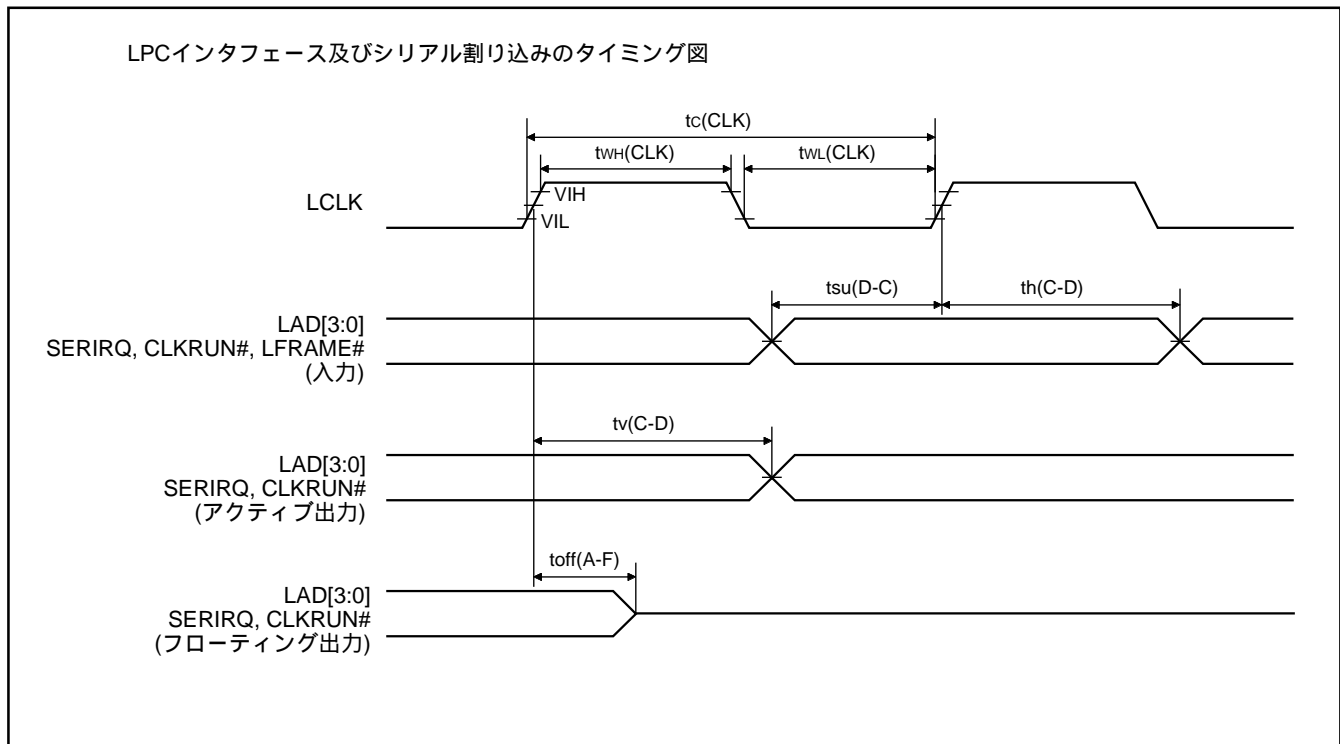 LPCインタフェース及びシリアル割り込みのタイミング図
tC(CLK)
tWH(CLK)
tWL(CLK)
LCLK
VIH
VIL
tsu(D-C)
th(C-D)
LAD[3:0]
SERIRQ, CLKRUN#, LFRAME#
(入力)
tv(C-D)
LAD[3:0]
SERIRQ, CLKRUN#
(アクティブ出力)
toff(A-F)
LAD[3:0]
SERIRQ, CLKRUN#
(フローティング出力)